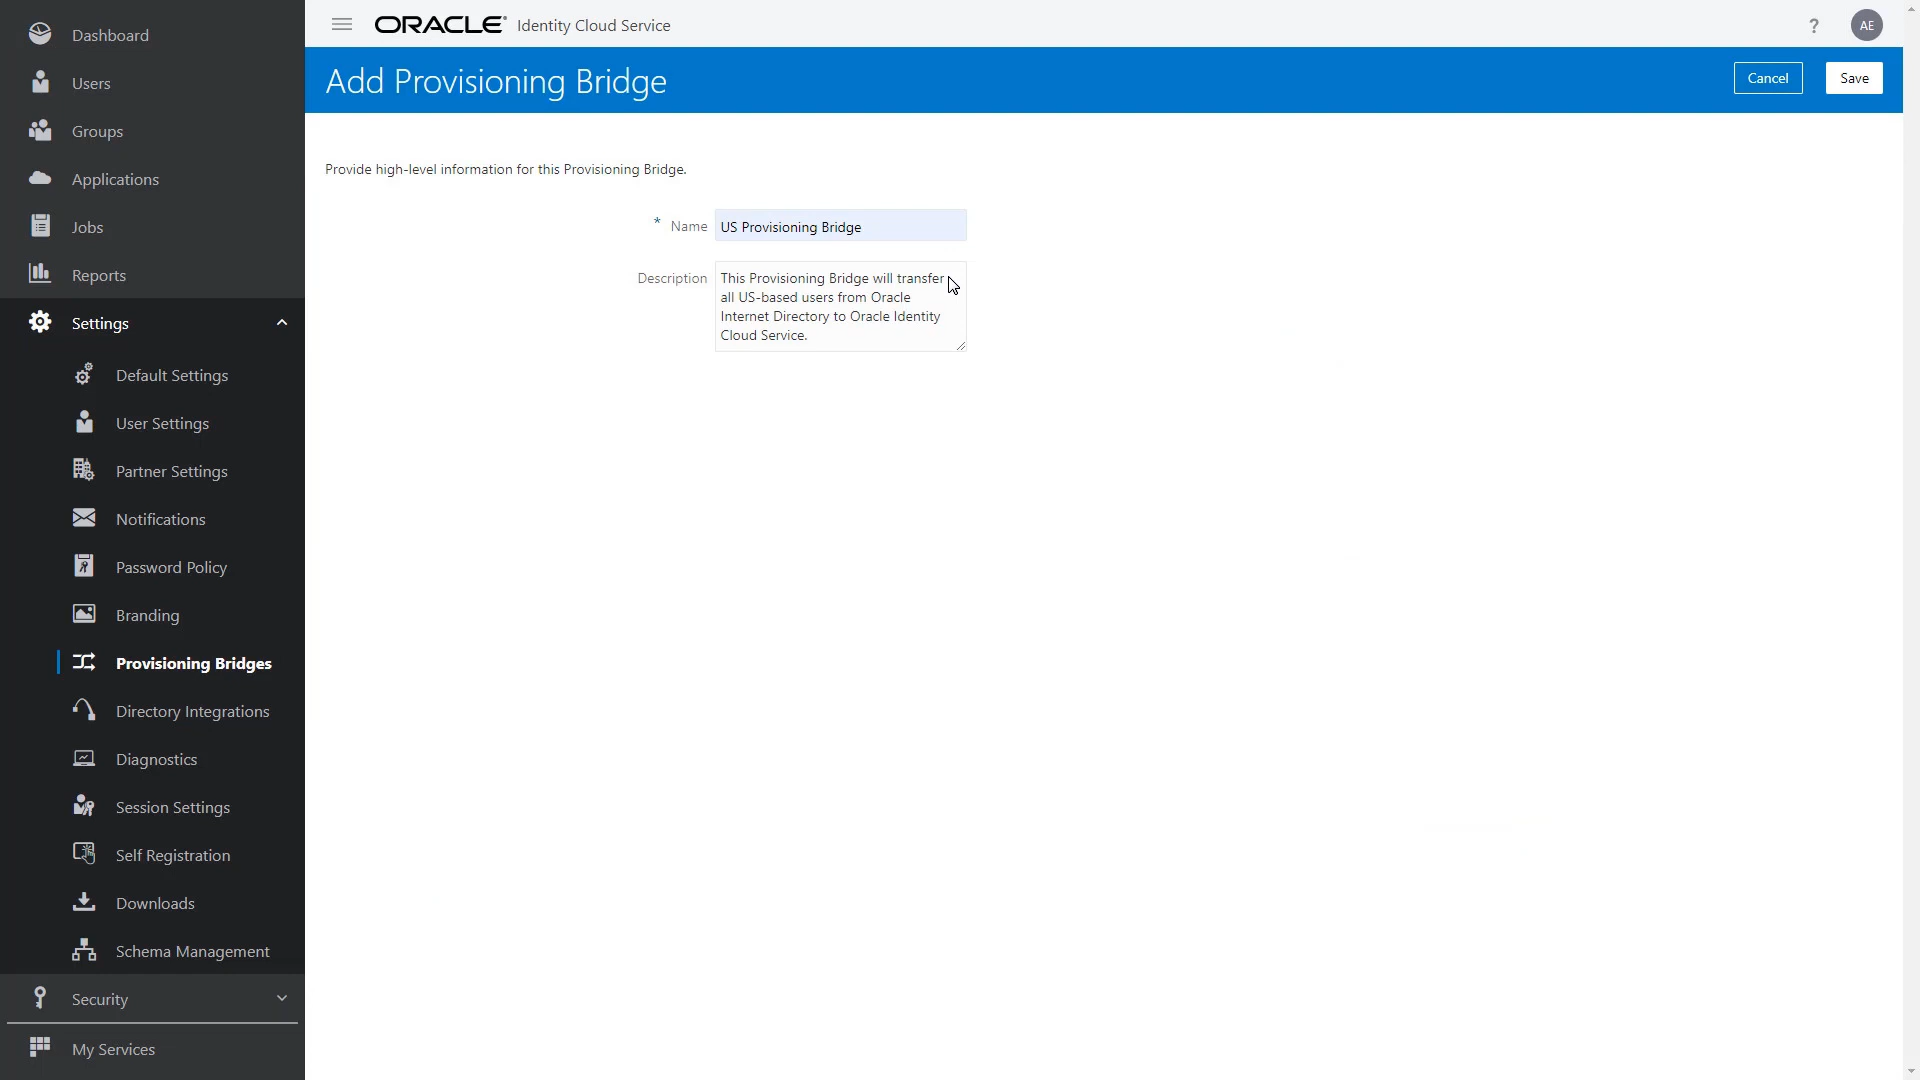 Dashboard
Users
Groups
Applications
Jobs
Reports
Settings
Default Settings
User Settings
Partner Settings
Notifications
Password Policy
Branding
Provisioning Bridges
Directory Integrations
Diagnostics
Session Settings
Self Registration
Downloads
Schema Management
Security
My Services
ORACLE® Identity Cloud Service
?
AE
Add Provisioning Bridge
Cancel
Save
Provide high-level information for this Provisioning Bridge.
* Name
US Provisioning Bridge
Description
This Provisioning Bridge will transfer
all US-based users from Oracle
Internet Directory to Oracle Identity
Cloud Service.